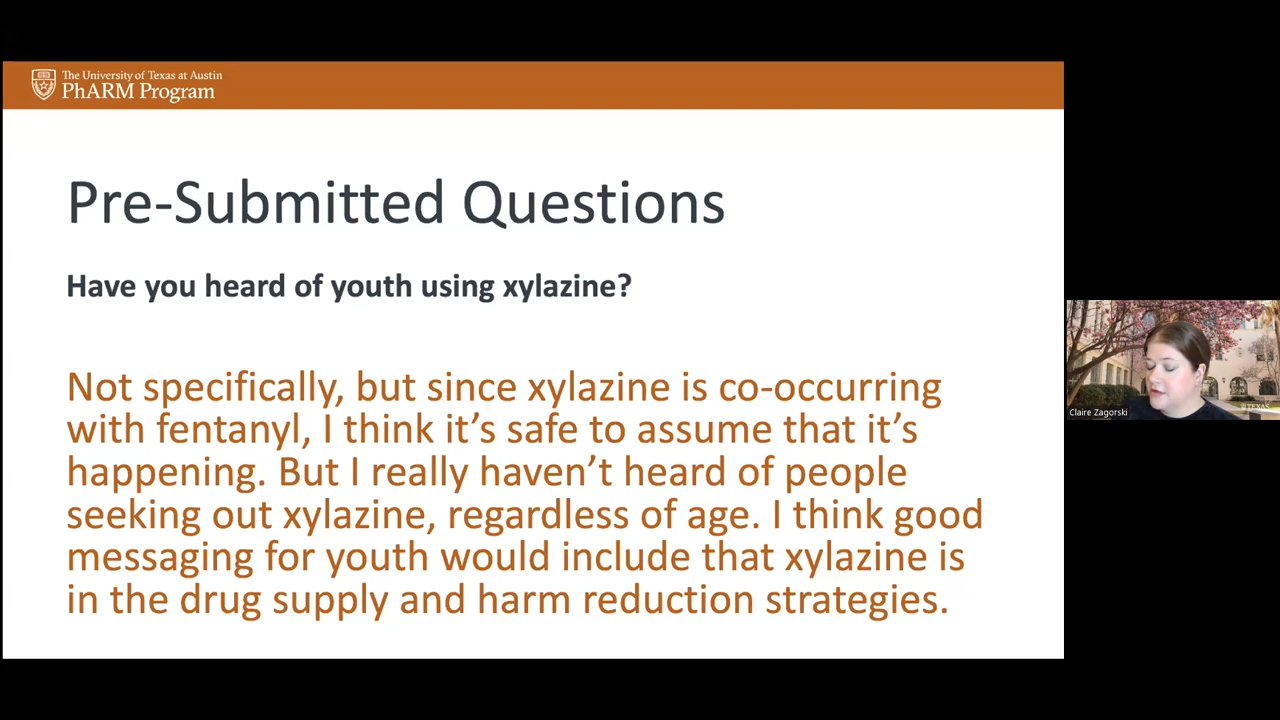 The University of Texas at Austin
PhARM Program
Pre-Submitted Questions
Have you heard of youth using xylazine?
Not specifically, but since xylazine is co-occurring
with fentanyl, I think it’s safe to assume that it’s
happening. But I really haven’t heard of people
seeking out xylazine, regardless of age. I think good
messaging for youth would include that xylazine is
in the drug supply and harm reduction strategies.
Claire Zagorski
TEXAS